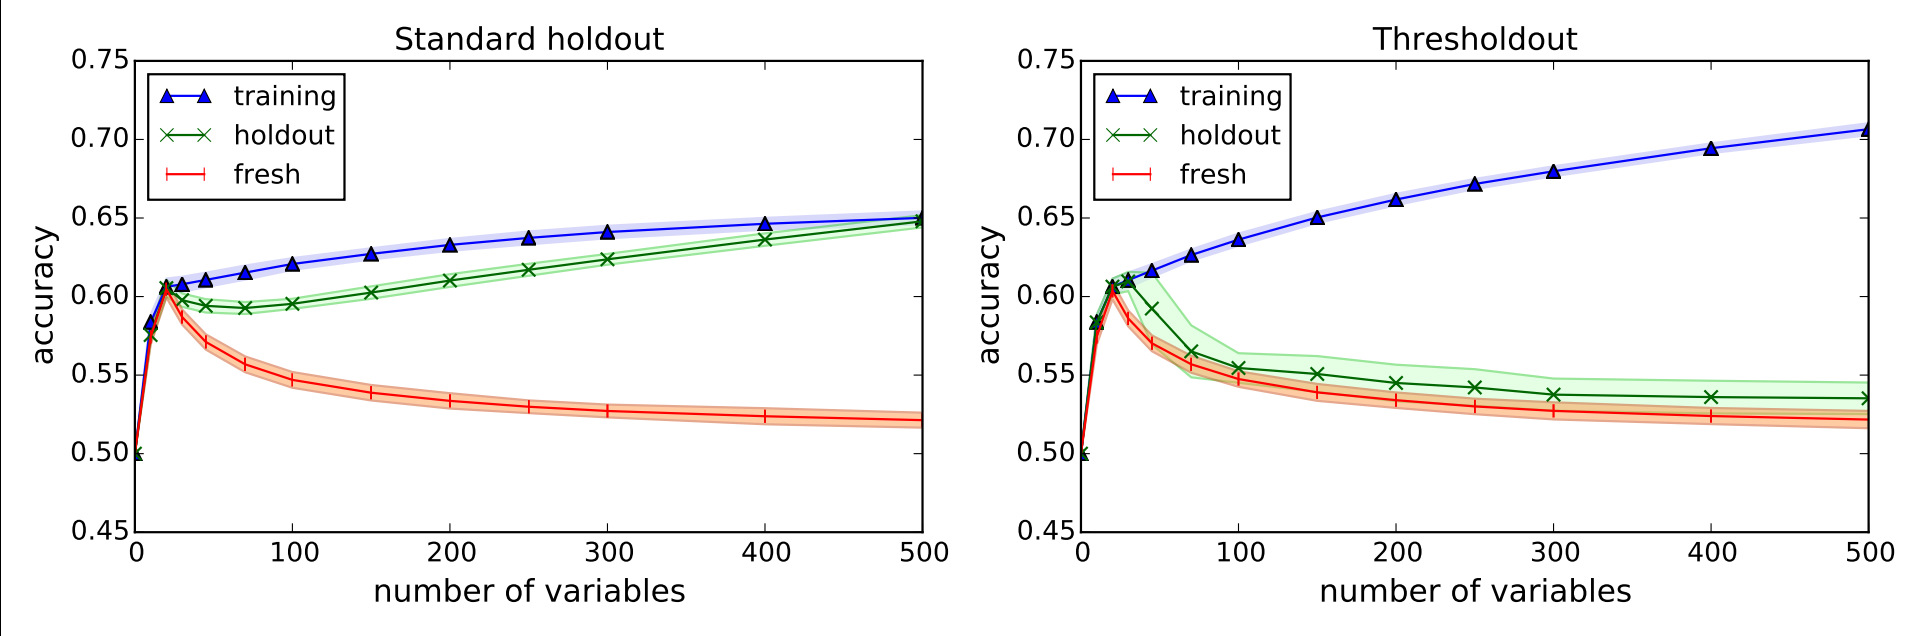 Standard holdout
0.75
0.70
0.65
0.60
0.55
0.50
0.45
accuracy
training
holdout
fresh
0 100 200 300 400 500
number of variables
Thresholdout
0.75
0.70
0.65
0.60
0.55
0.50
0.45
accuracy
training
holdout
fresh
0 100 200 300 400 500
number of variables